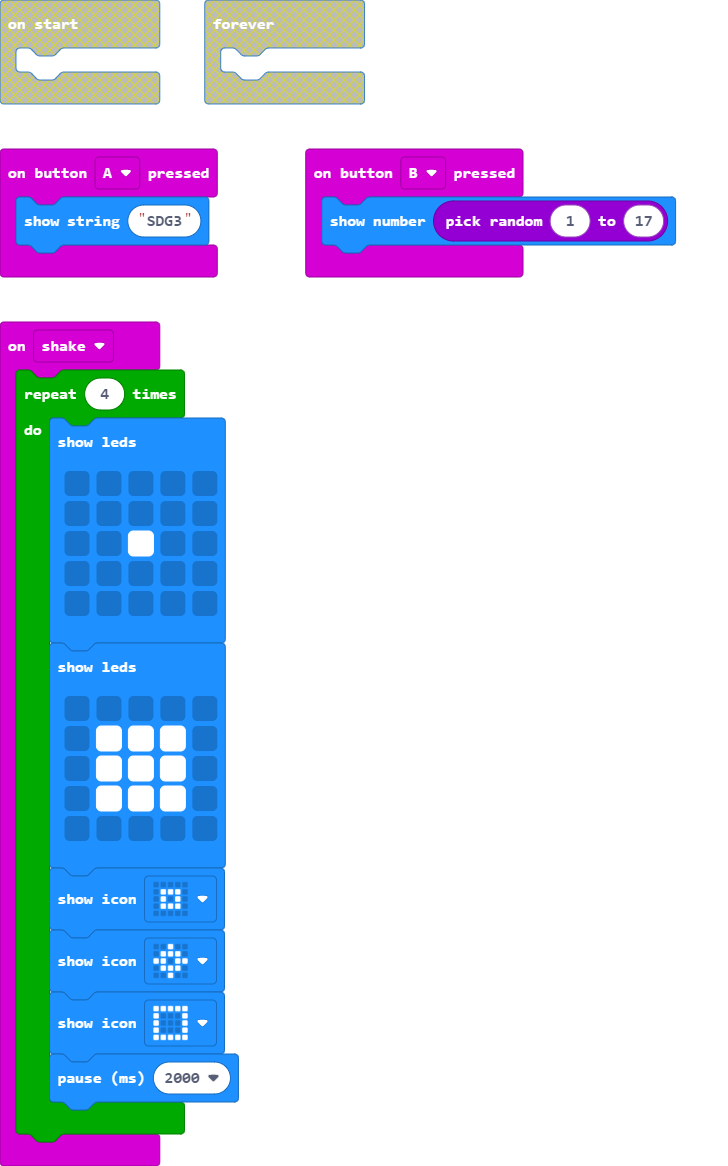 on start
forever
on button A pressed
show string "SDG3"
on button B pressed
show number pick random 1 to 17
on shake
repeat 4 times
do
show leds
show leds
show icon
show icon
show icon
pause (ms) 2000